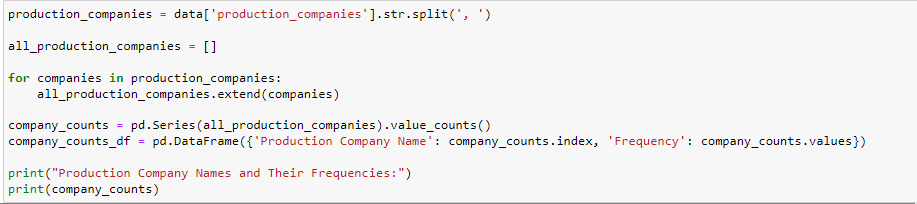 production_companies = data['production_companies'].str.split(', ')
all_production_companies = []
for companies in production_companies:
    all_production_companies.extend(companies)
company_counts = pd.Series(all_production_companies).value_counts()
company_counts_df = pd.DataFrame({'Production Company Name': company_counts.index, 'Frequency': company_counts.values})
print("Production Company Names and Their Frequencies:")
print(company_counts)